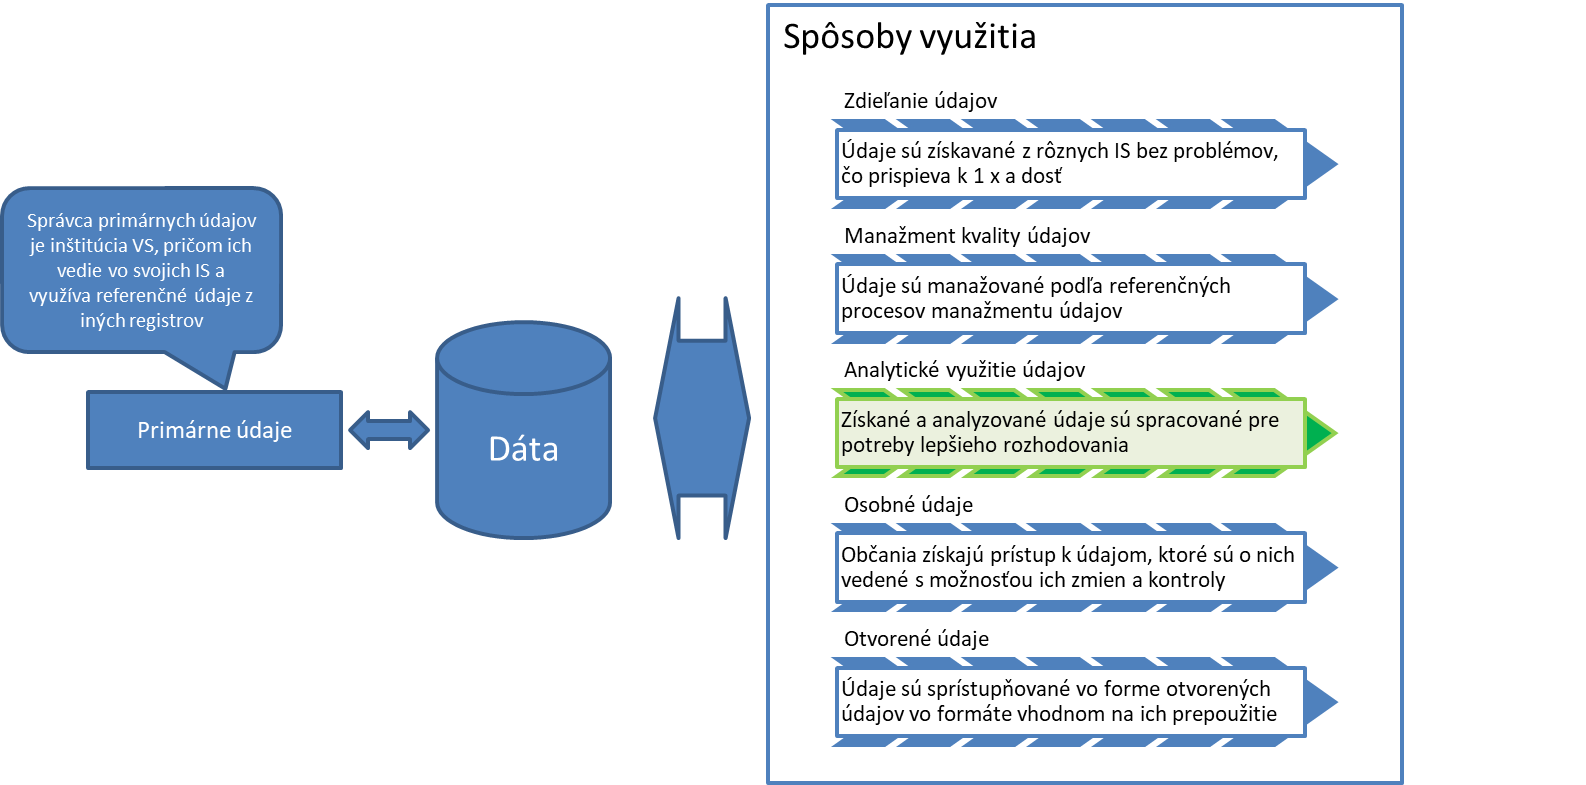 Správca primárnych údajov
je inštitúcia VS, pričom ich
vedie vo svojich IS a
využíva referenčné údaje z
iných registrov
Primárne údaje
Dáta
Spôsoby využitia
Zdieľanie údajov
Údaje sú získavané z rôznych IS bez problémov,
čo prispieva k 1 x a dosť
Manažment kvality údajov
Údaje sú manažované podľa referenčných
procesov manažmentu údajov
Analytické využitie údajov
Získané a analyzované údaje sú spracované pre
potreby lepšieho rozhodovania
Osobné údaje
Občania získajú prístup k údajom, ktoré sú o nich
vedené s možnosťou ich zmien a kontroly
Otvorené údaje
Údaje sú sprístupňované vo forme otvorených
údajov vo formáte vhodnom na ich prepoužitie